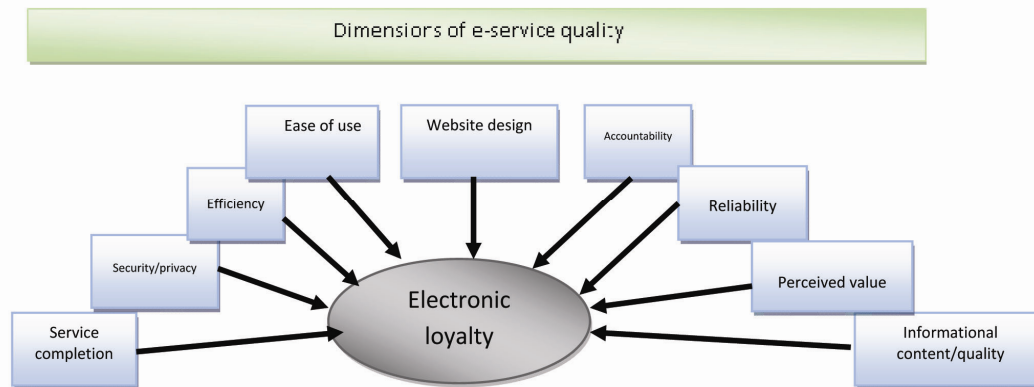 Dimensions of e-service quality
Ease of use
Website design
Accountability
Efficiency
Reliability
Security/privacy
Perceived value
Service
completion
Informational
content/quality
Electronic
loyalty